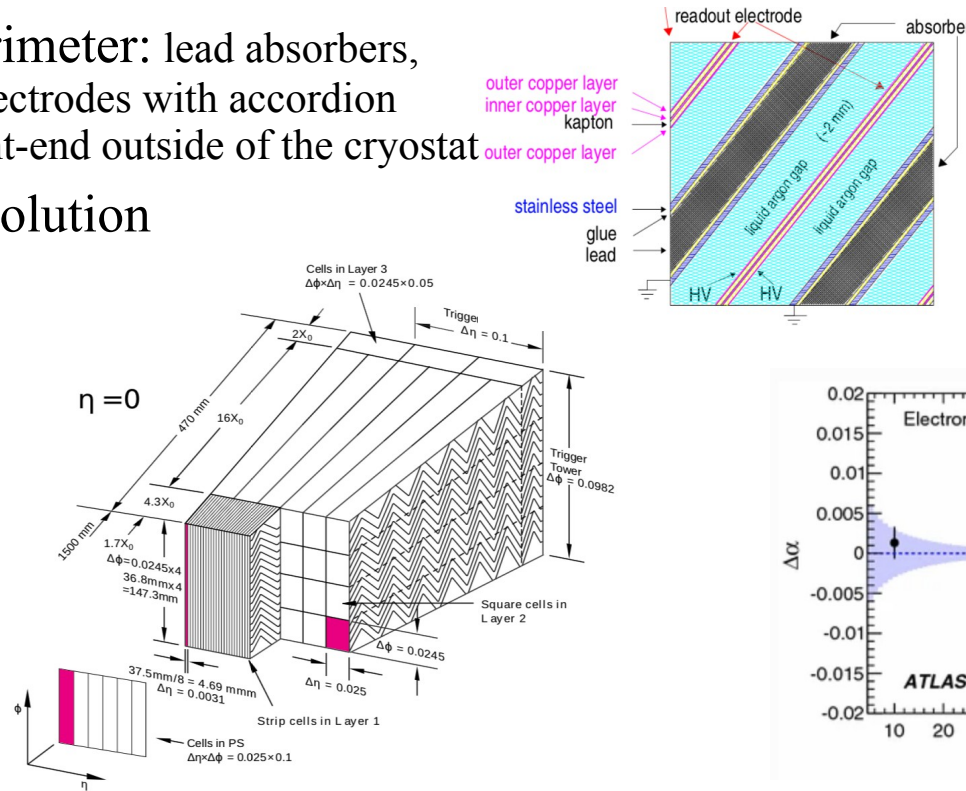 rimeter: lead absorbers,
ectrodes with accordion
nt-end outside of the cryostat
olution
readout electrode
absorbe
outer copper layer
inner copper layer
kapton
outer copper layer
stainless steel
glue
lead
(~2 mm)
liquid argon gap
liquid argon gap
HV
HV
Cells in Layer 3
Δϕ×Δη = 0.0245×0.05
Trigger
Δη = 0.1
2X₀
η =0
470 mm
16X₀
4.3X₀
1500 mm
1.7X₀
Δϕ=0.0245x4
36.8mmx4
=147.3mm
Trigger
Tower
Δϕ = 0.0982
Square cells in
Layer 2
Δϕ = 0.0245
37.5mm/8 = 4.69 mmm
Δη = 0.0031
Δη = 0.025
Strip cells in Layer 1
ϕ
η
Cells in PS
Δη×Δϕ = 0.025×0.1
0.02
Electron
0.015
0.01
0.005
0
-0.005
-0.01
-0.015
-0.02
Δα
ATLAS
10 20